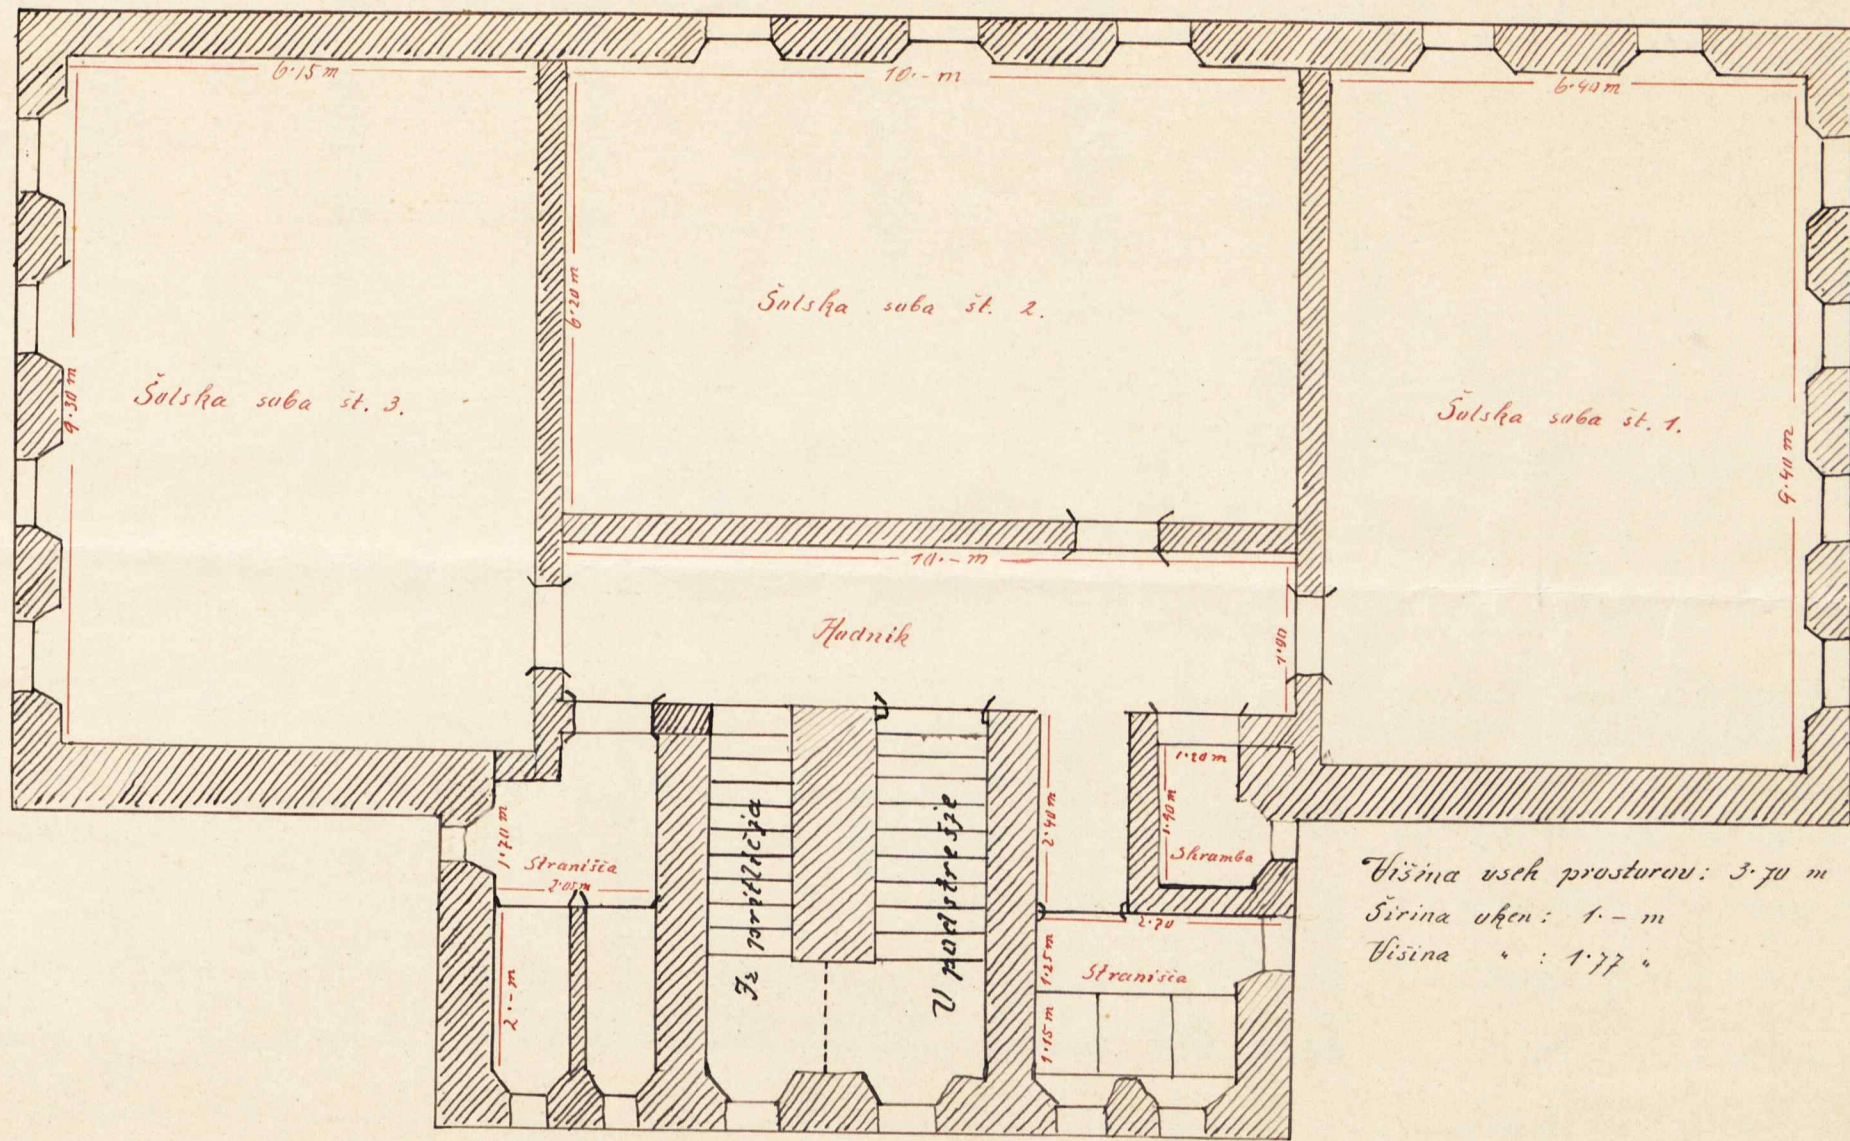 6·15 m
10·- m
6·40 m
6·20 m
Šolska soba št. 2.
9·30 m
Šolska soba št. 3.
Šolska soba št. 1.
9·40 m
10·- m
Hodnik
1·90
1·20 m
1·90 m
Shramba
2·40 m
1·70 m
Stranišča
2·05 m
2·- m
Iz pritličja
V podstrešje
2·70
1·25 m
Stranišča
1·15 m
Višina vseh prostorov: 3·70 m
Širina oken: 1·- m
Višina " : 1·77 "